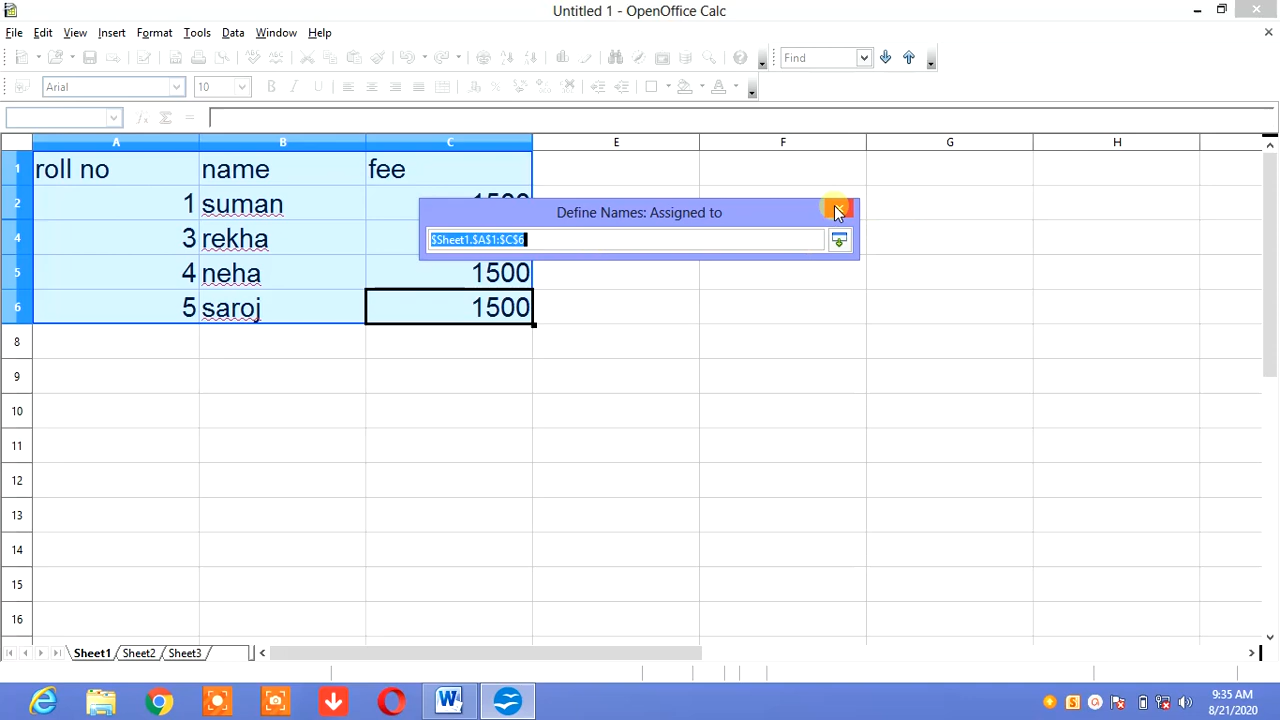 Untitled 1 - OpenOffice Calc
File Edit View Insert Format Tools Data Window Help
Find
Arial 10
A B C E F G H
1 roll no name fee
2 1 suman
Define Names: Assigned to
4 3 rekha $Sheet1.$A$1:$C$6
5 4 neha 1500
6 5 saroj 1500
8
9
10
11
12
13
14
15
16
Sheet1 Sheet2 Sheet3
9:35 AM
8/21/2020